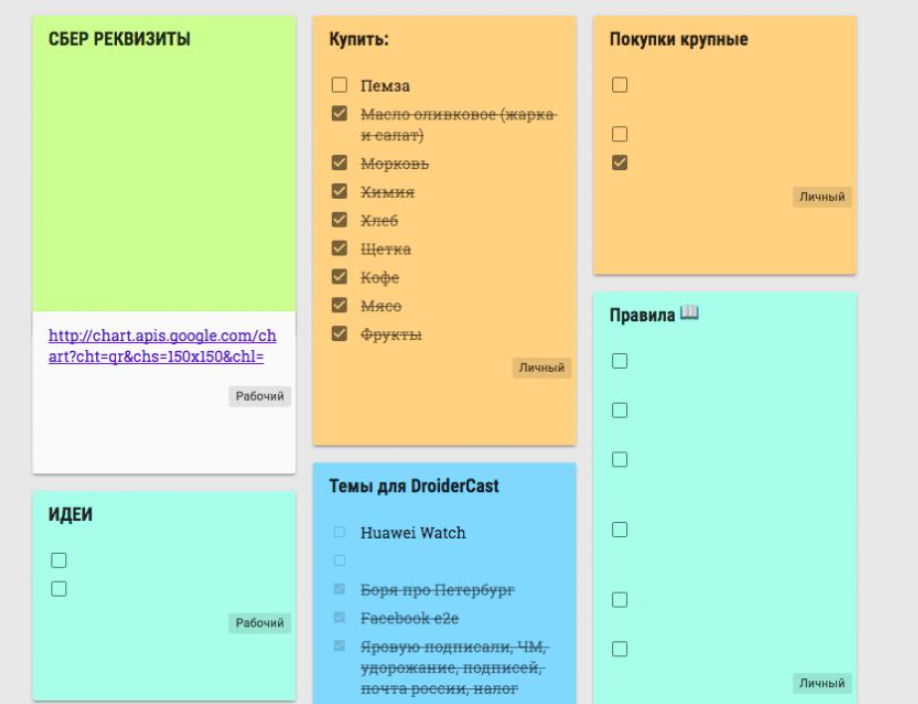 СБЕР РЕКВИЗИТЫ
http://chart.apis.google.com/ch
art?cht=qr&chs=150x150&chl=
Рабочий
ИДЕИ
Рабочий
Купить:
Пемза
Масло оливковое (жарка
и салат)
Морковь
Химия
Хлеб
Щетка
Кофе
Мясо
Фрукты
Личный
Темы для DroiderCast
Huawei Watch
Боря про Петербург
Facebook e2e
Яровую подписали, ЧМ,
удорожание, подписей,
почта россии, налог
Покупки крупные
Личный
Правила 📖
Личный